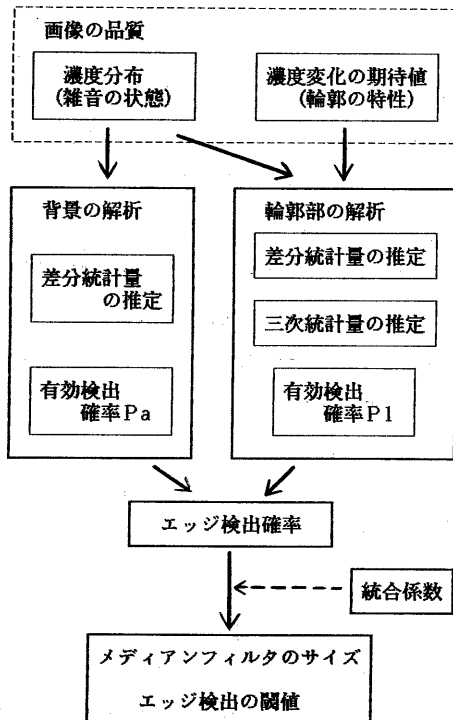 画像の品質
濃度分布
(雑音の状態)
濃度変化の期待値
(輪郭の特性)
背景の解析
差分統計量
の推定
有効検出
確率Pa
輪郭部の解析
差分統計量の推定
三次統計量の推定
有効検出
確率P1
エッジ検出確率
統合係数
メディアンフィルタのサイズ
エッジ検出の閾値